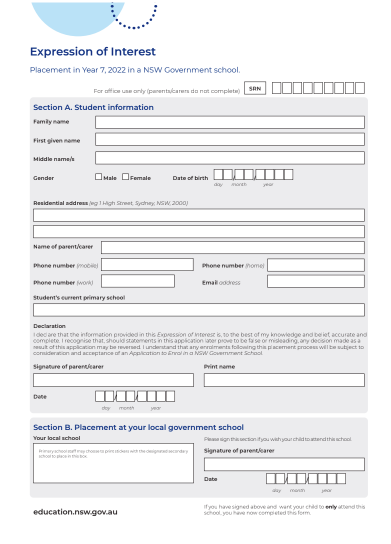 Expression of Interest
Placement in Year 7, 2022 in a NSW Government school.
For office use only (parents/carers do not complete) SRN
Section A. Student information
Family name
First given name
Middle name/s
Gender Male Female Date of birth
day month year
Residential address (eg 1 High Street, Sydney, NSW, 2000)
Name of parent/carer
Phone number (mobile) Phone number (home)
Phone number (work) Email address
Student's current primary school
Declaration
I declare that the information provided in this Expression of Interest is, to the best of my knowledge and belief, accurate and
complete. I recognise that, should statements in this application later prove to be false or misleading, any decision made as a
result of this application may be reversed. I understand that any enrolments following this placement process will be subject to
consideration and acceptance of an Application to Enrol in a NSW Government School.
Signature of parent/carer Print name
Date
day month year
Section B. Placement at your local government school
Your local school Please sign this section if you wish your child to attend this school.
Primary school staff may choose to print stickers with the designated secondary
school to place in this box
Signature of parent/carer
Date
day month year
education.nsw.gov.au
If you have signed above and want your child to only attend this
school, you have now completed this form.